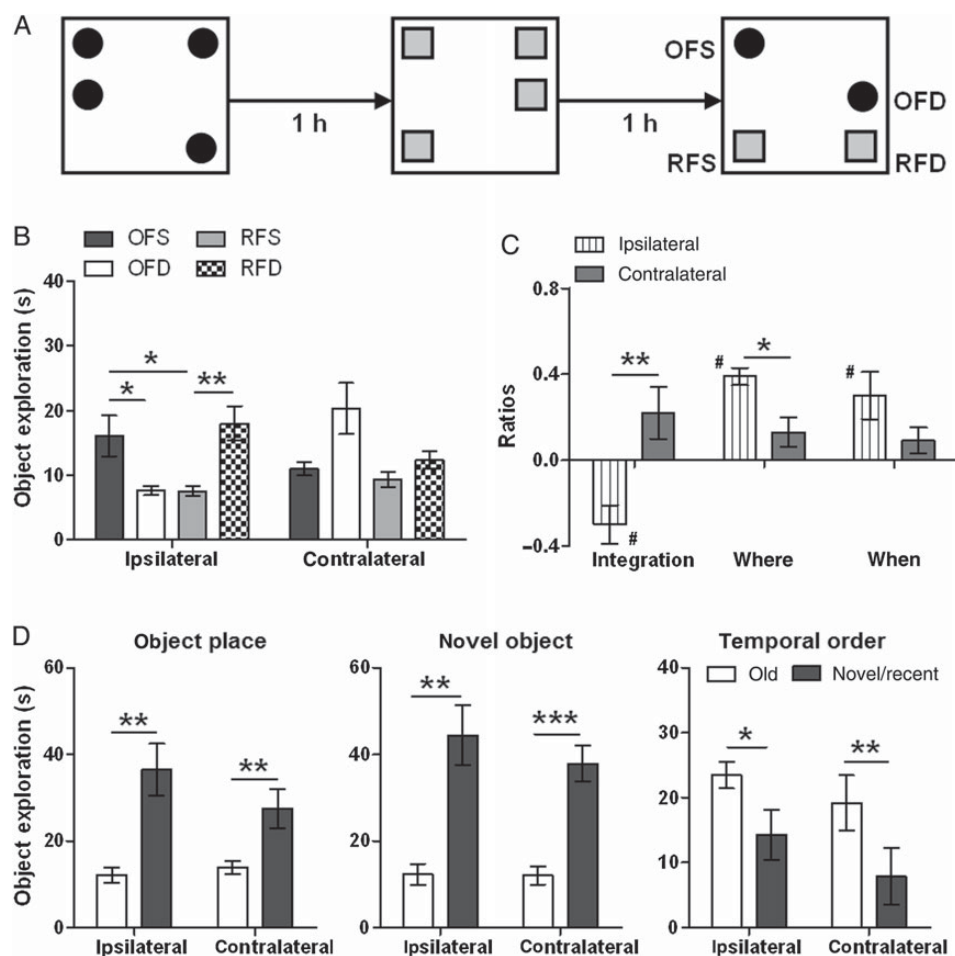 A
OFS
OFD
1 h
1 h
RFS
RFD
B
OFS
RFS
OFD
RFD
Object exploration (s)
40
30
20
10
0
*
*
**
Ipsilateral
Contralateral
C
Ipsilateral
Contralateral
Ratios
0.8
0.4
0.0
−0.4
**
#
*
#
#
Integration
Where
When
D
Object place
Object exploration (s)
60
40
20
0
**
**
Ipsilateral
Contralateral
Novel object
60
40
20
0
**
***
Ipsilateral
Contralateral
Temporal order
Old
Novel/recent
30
20
10
0
*
**
Ipsilateral
Contralateral